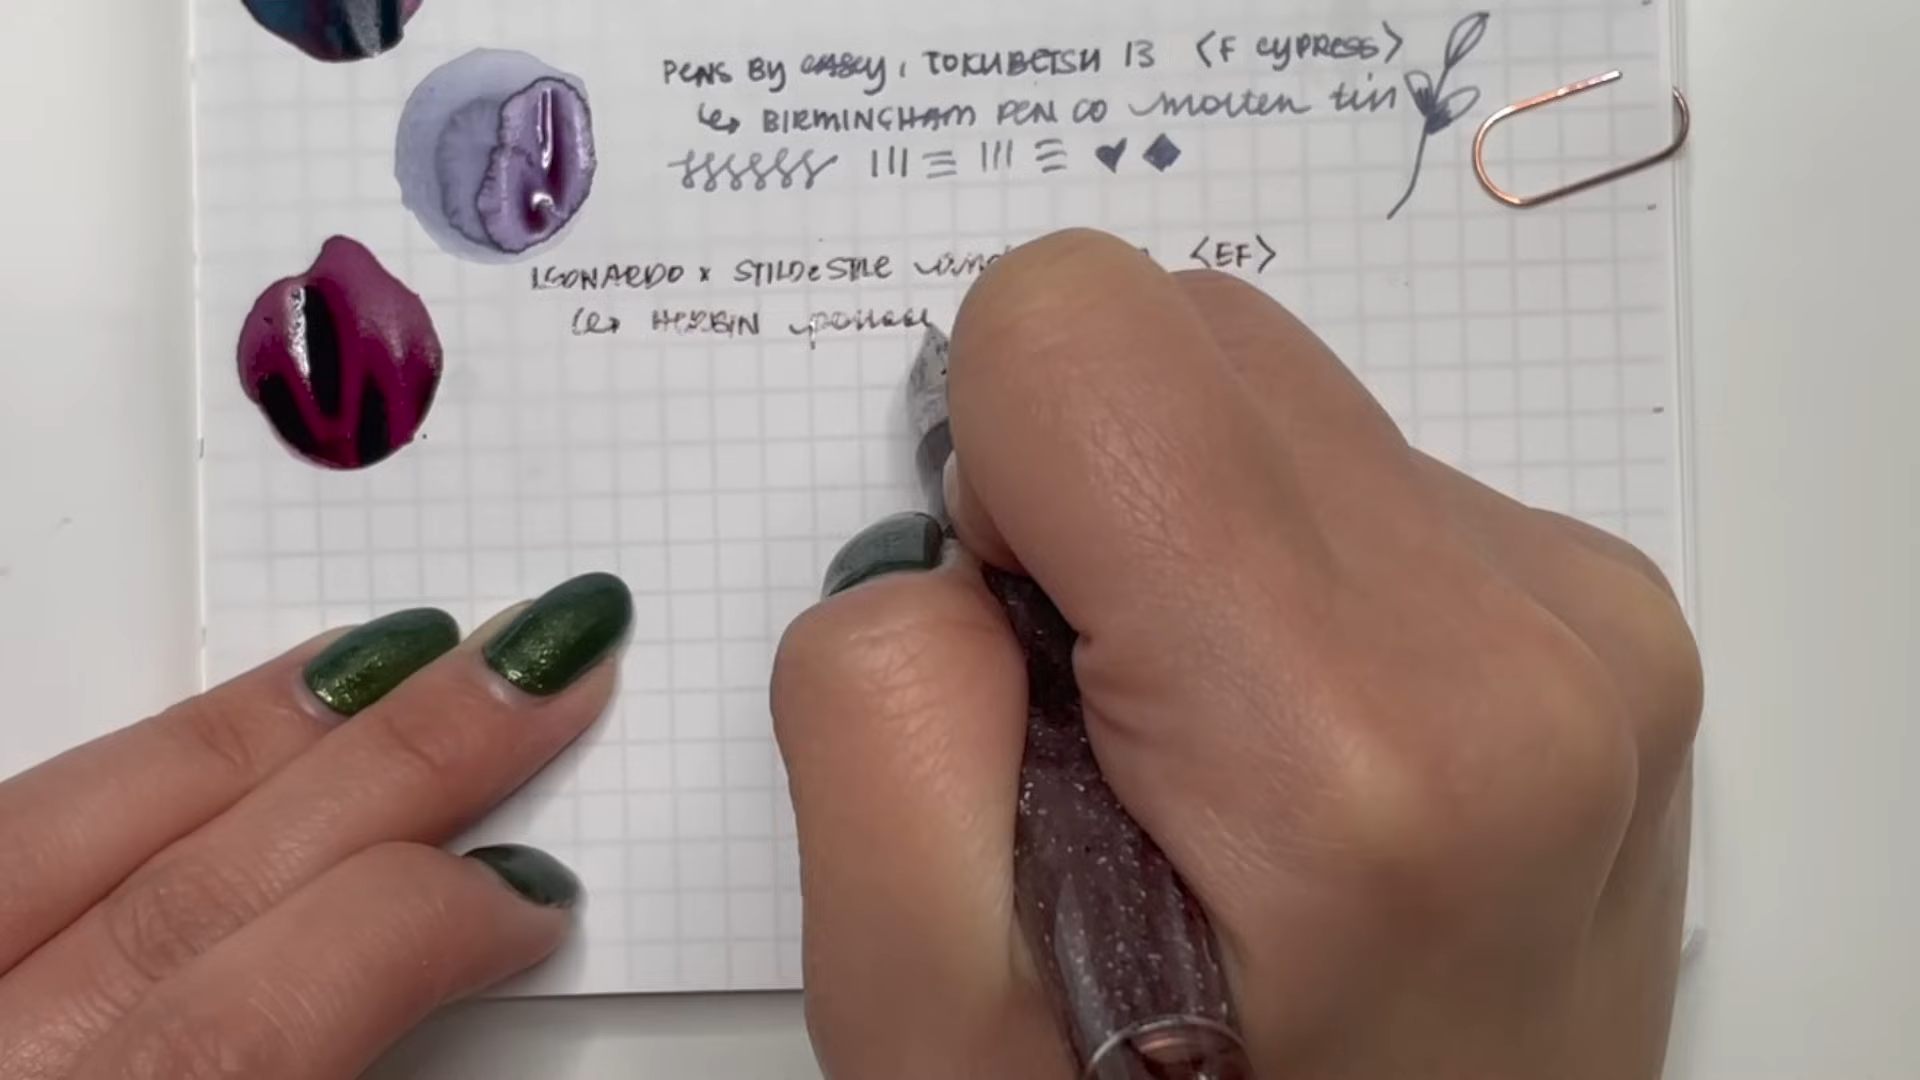 PENS BY CASEY, TOKUBETSU 13 <F CYPRESS>
↳ BIRMINGHAM PEN CO molten tin
LEONARDO x STILOeSTILE <EF>
↳ HERBIN